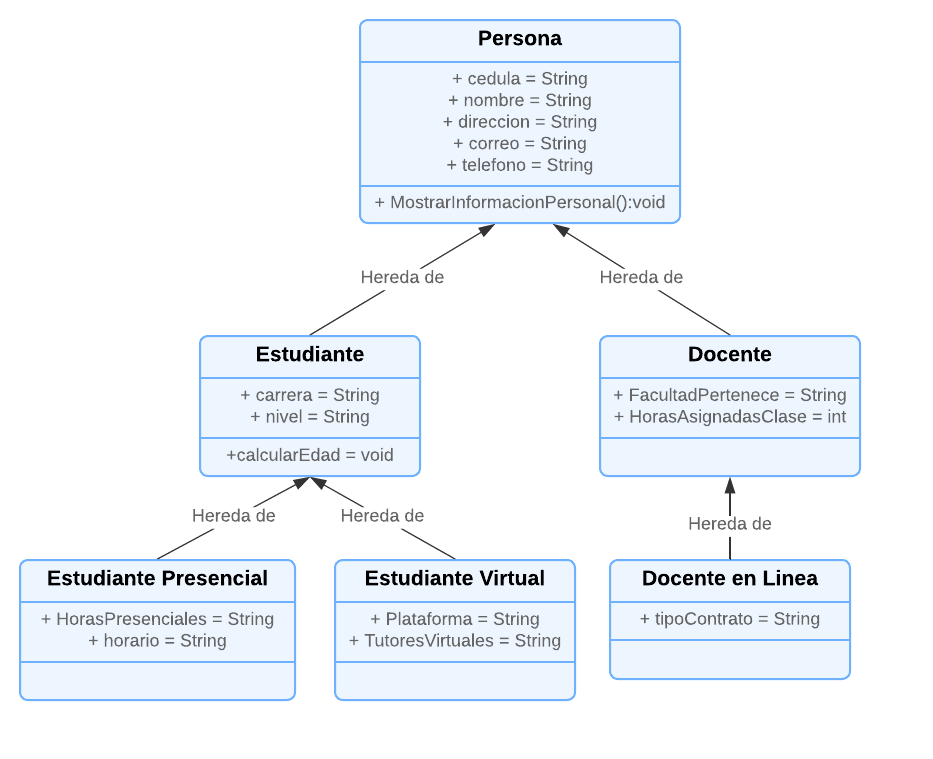 Persona
+ cedula = String
+ nombre = String
+ direccion = String
+ correo = String
+ telefono = String
+ MostrarInformacionPersonal():void
Hereda de
Hereda de
Estudiante
+ carrera = String
+ nivel = String
+calcularEdad = void
Docente
+ FacultadPertenece = String
+ HorasAsignadasClase = int
Hereda de
Hereda de
Hereda de
Estudiante Presencial
+ HorasPresenciales = String
+ horario = String
Estudiante Virtual
+ Plataforma = String
+ TutoresVirtuales = String
Docente en Linea
+ tipoContrato = String